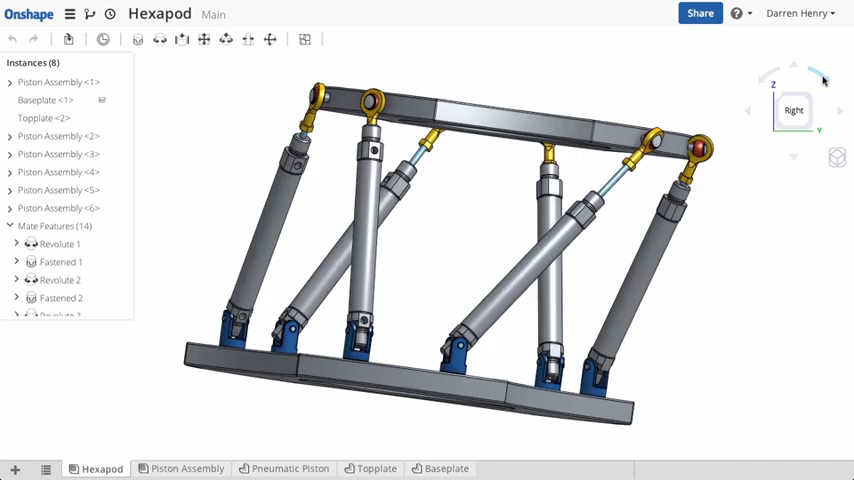 Onshape Hexapod Main Share Darren Henry
Instances (8)
Piston Assembly <1>
Baseplate <1>
Topplate <2>
Piston Assembly <2>
Piston Assembly <3>
Piston Assembly <4>
Piston Assembly <5>
Piston Assembly <6>
Mate Features (14)
Revolute 1
Fastened 1
Revolute 2
Fastened 2
Z
Right
Y
Hexapod Piston Assembly Pneumatic Piston Topplate Baseplate